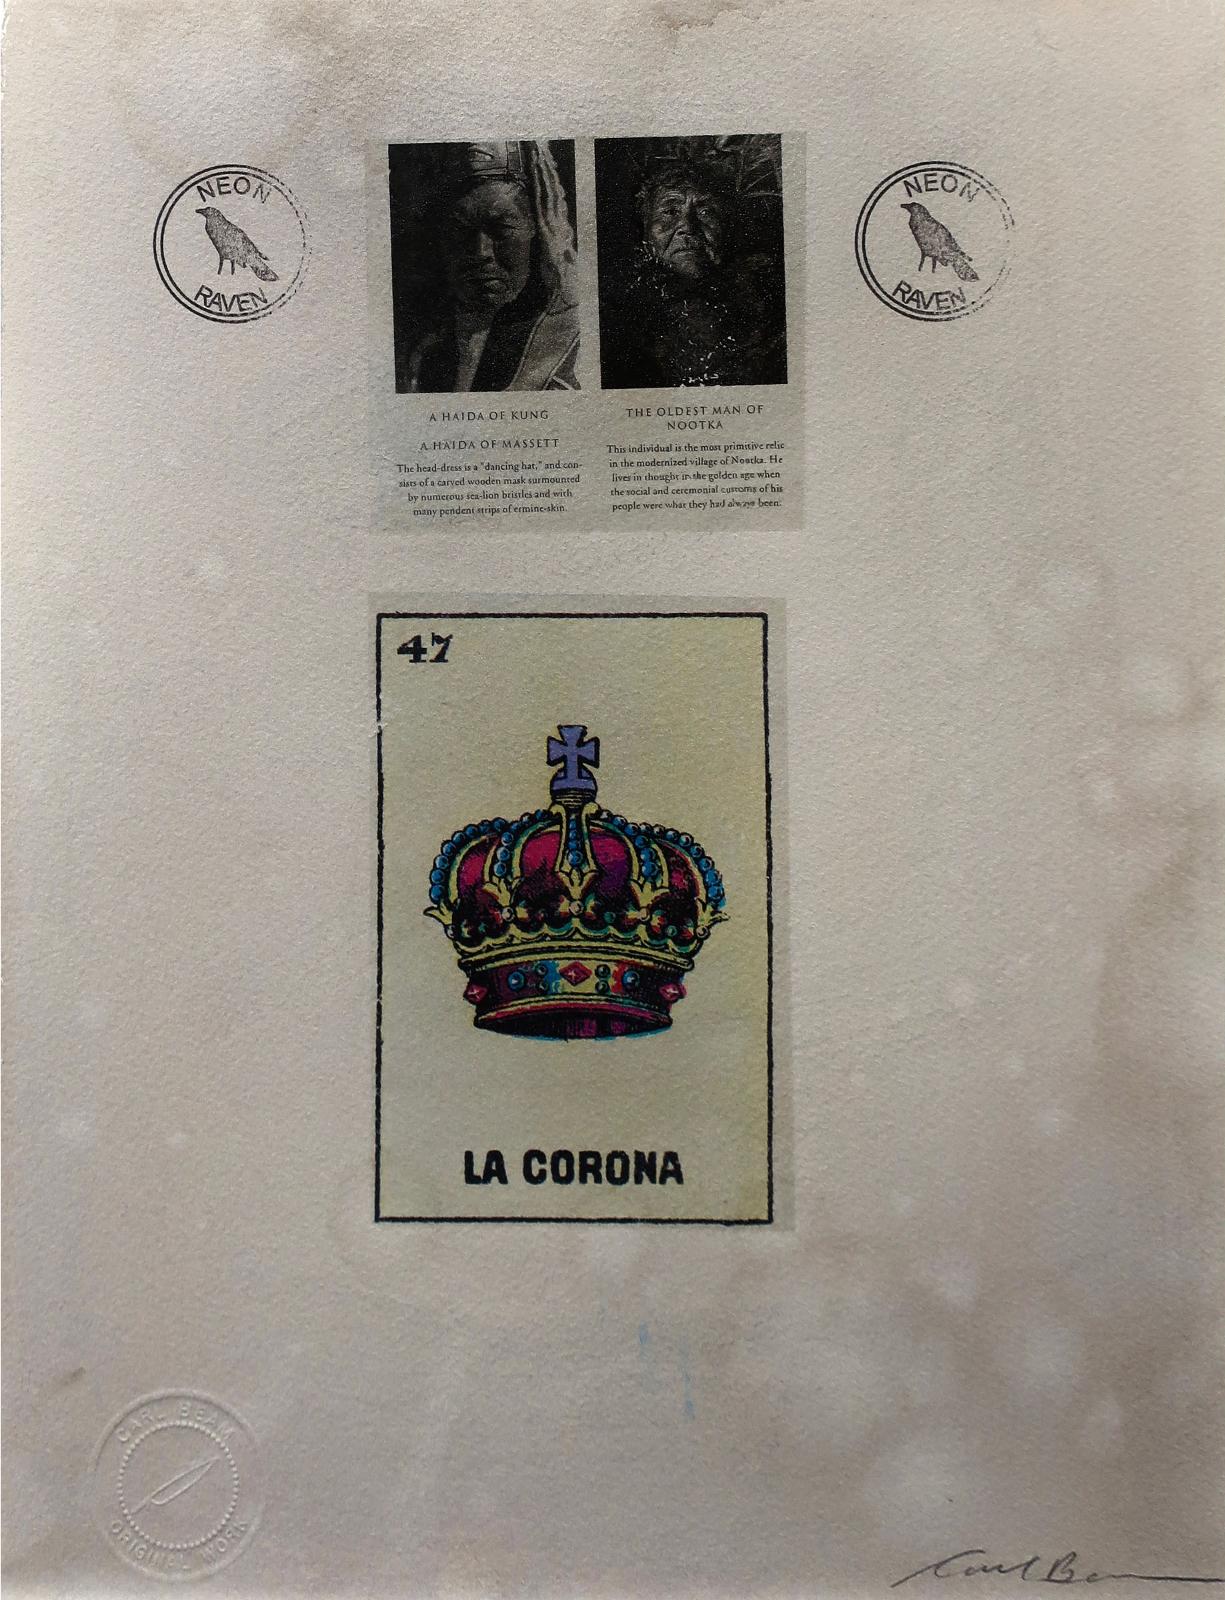 NEON
RAVEN
NEON
RAVEN
A HAIDA OF KUNG
A HAIDA OF MASSETT
The head-dress is a "dancing hat," and con-
sists of a carved wooden mask surmounted
by numerous sea-lion bristles and with
many pendent strips of ermine-skin.
THE OLDEST MAN OF
NOOTKA
This individual is the most primitive relic
in the modernized village of Nootka. He
lives in thought in the golden age when
the social and ceremonial customs of his
people were what they had always been.
47
LA CORONA
CARL BEAM
ORIGINAL WORK
Carl Beam